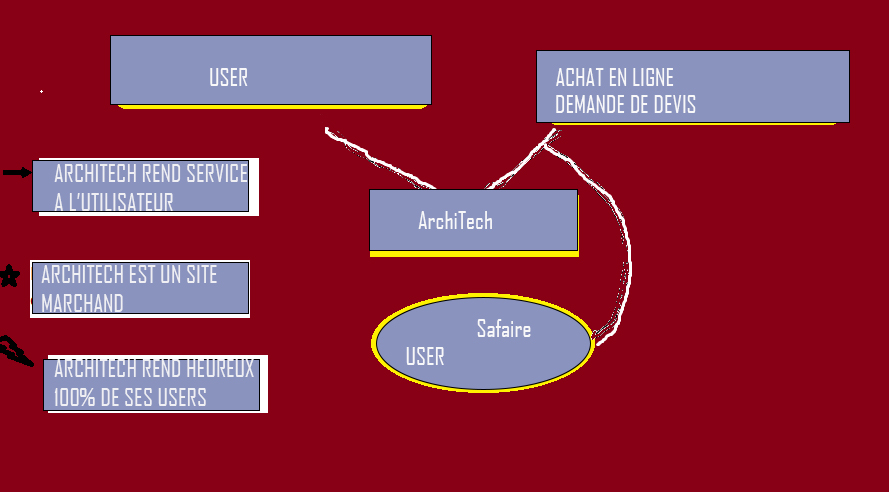 USER
ACHAT EN LIGNE
DEMANDE DE DEVIS
ARCHITECH REND SERVICE
A L'UTILISATEUR
ArchiTech
ARCHITECH EST UN SITE
MARCHAND
Safaire
USER
ARCHITECH REND HEUREUX
100% DE SES USERS